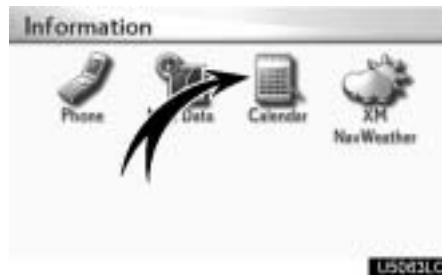 Information
Phone Data Calendar XM
NavWeather
U5083LC